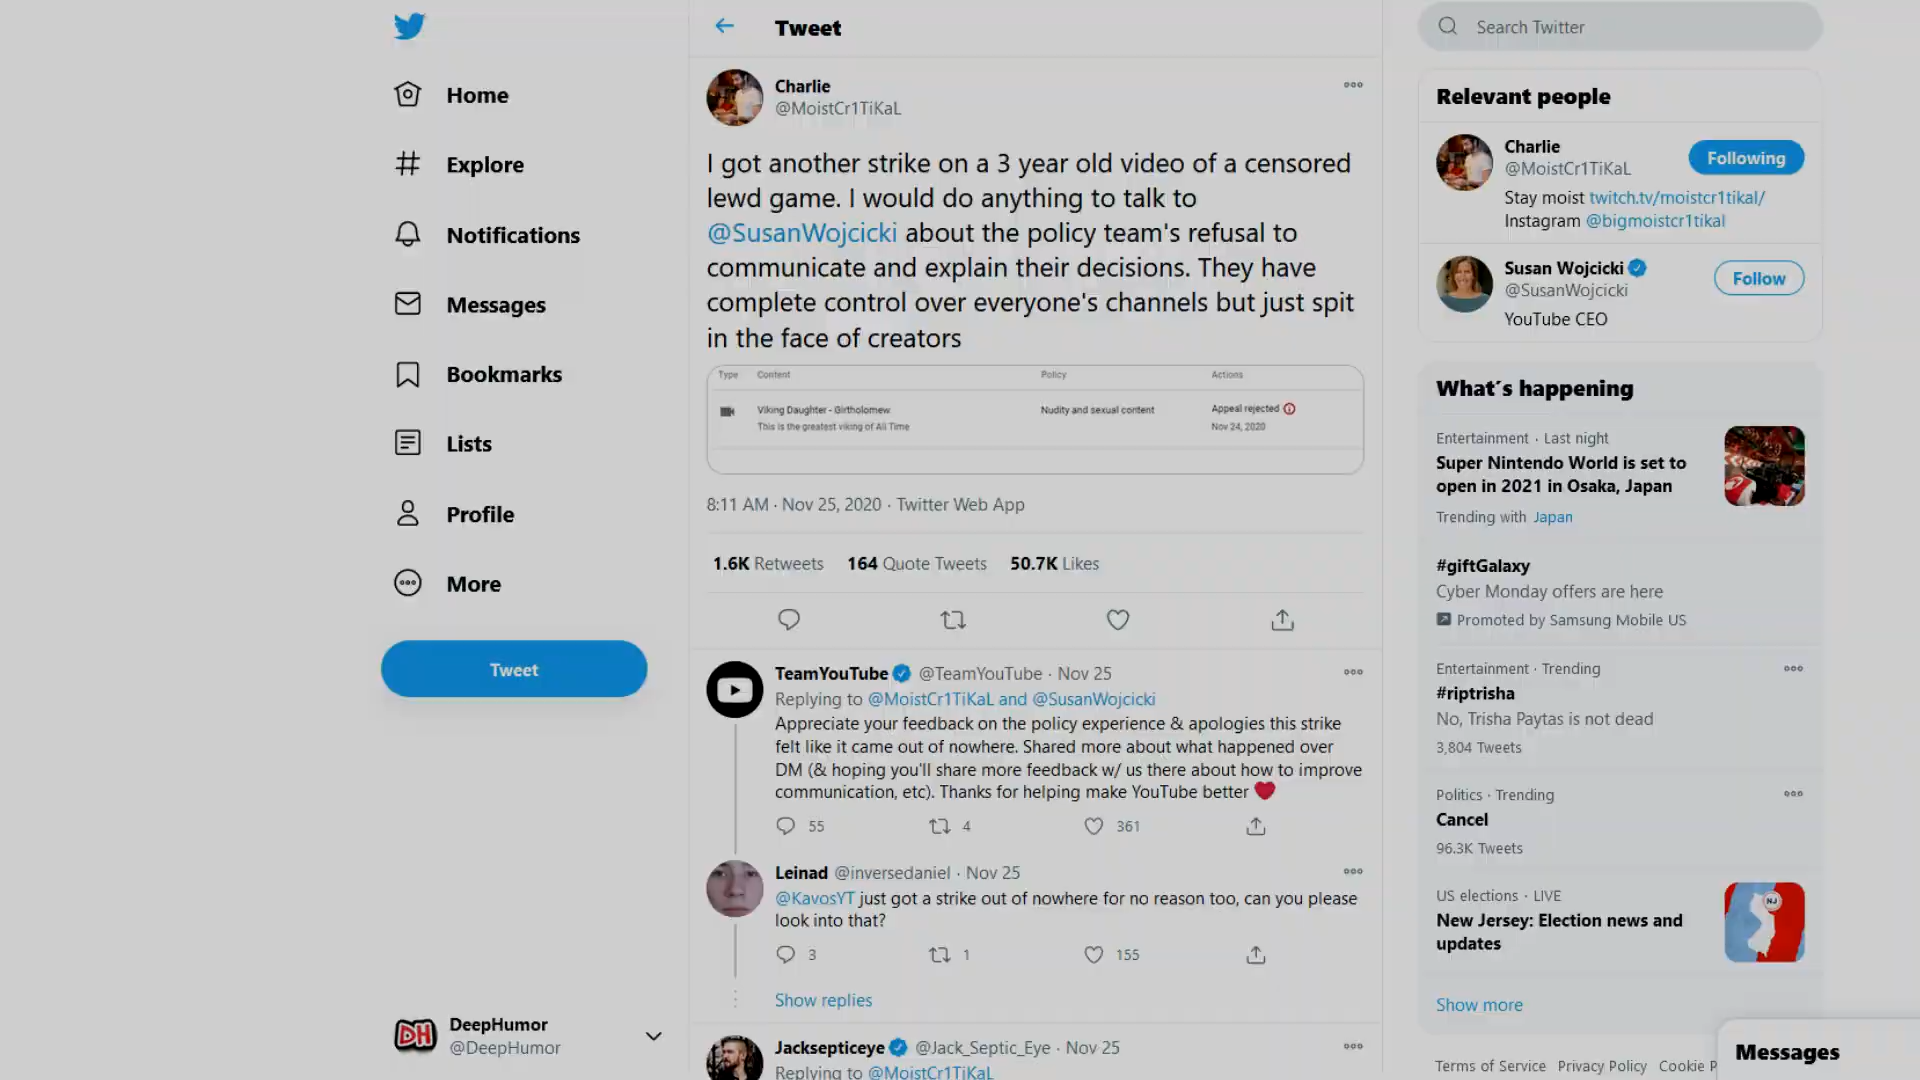 Home
Explore
Notifications
Messages
Bookmarks
Lists
Profile
More
Tweet
DH
DeepHumor
@DeepHumor
Tweet
Charlie
@MoistCr1TiKaL
I got another strike on a 3 year old video of a censored
lewd game. I would do anything to talk to
@SusanWojcicki about the policy team's refusal to
communicate and explain their decisions. They have
complete control over everyone's channels but just spit
in the face of creators
Type Content Policy Actions
Viking Daughter - Girtholomew Nudity and sexual content Appeal rejected
This is the greatest viking of All Time Nov 24, 2020
8:11 AM · Nov 25, 2020 · Twitter Web App
1.6K Retweets 164 Quote Tweets 50.7K Likes
TeamYouTube @TeamYouTube · Nov 25
Replying to @MoistCr1TiKaL and @SusanWojcicki
Appreciate your feedback on the policy experience & apologies this strike
felt like it came out of nowhere. Shared more about what happened over
DM (& hoping you'll share more feedback w/ us there about how to improve
communication, etc). Thanks for helping make YouTube better ❤
55 4 361
Leinad @inversedaniel · Nov 25
@KavosYT just got a strike out of nowhere for no reason too, can you please
look into that?
3 1 155
Show replies
Jacksepticeye @Jack_Septic_Eye · Nov 25
Replying to @MoistCr1TiKaL
Search Twitter
Relevant people
Charlie
@MoistCr1TiKaL
Following
Stay moist twitch.tv/moistcr1tikal/
Instagram @bigmoistcr1tikal
Susan Wojcicki
@SusanWojcicki
Follow
YouTube CEO
What´s happening
Entertainment · Last night
Super Nintendo World is set to
open in 2021 in Osaka, Japan
Trending with Japan
#giftGalaxy
Cyber Monday offers are here
Promoted by Samsung Mobile US
Entertainment · Trending
#riptrisha
No, Trisha Paytas is not dead
3,804 Tweets
Politics · Trending
Cancel
96.3K Tweets
US elections · LIVE
New Jersey: Election news and
updates
NJ
Show more
Terms of Service Privacy Policy Cookie P
Messages